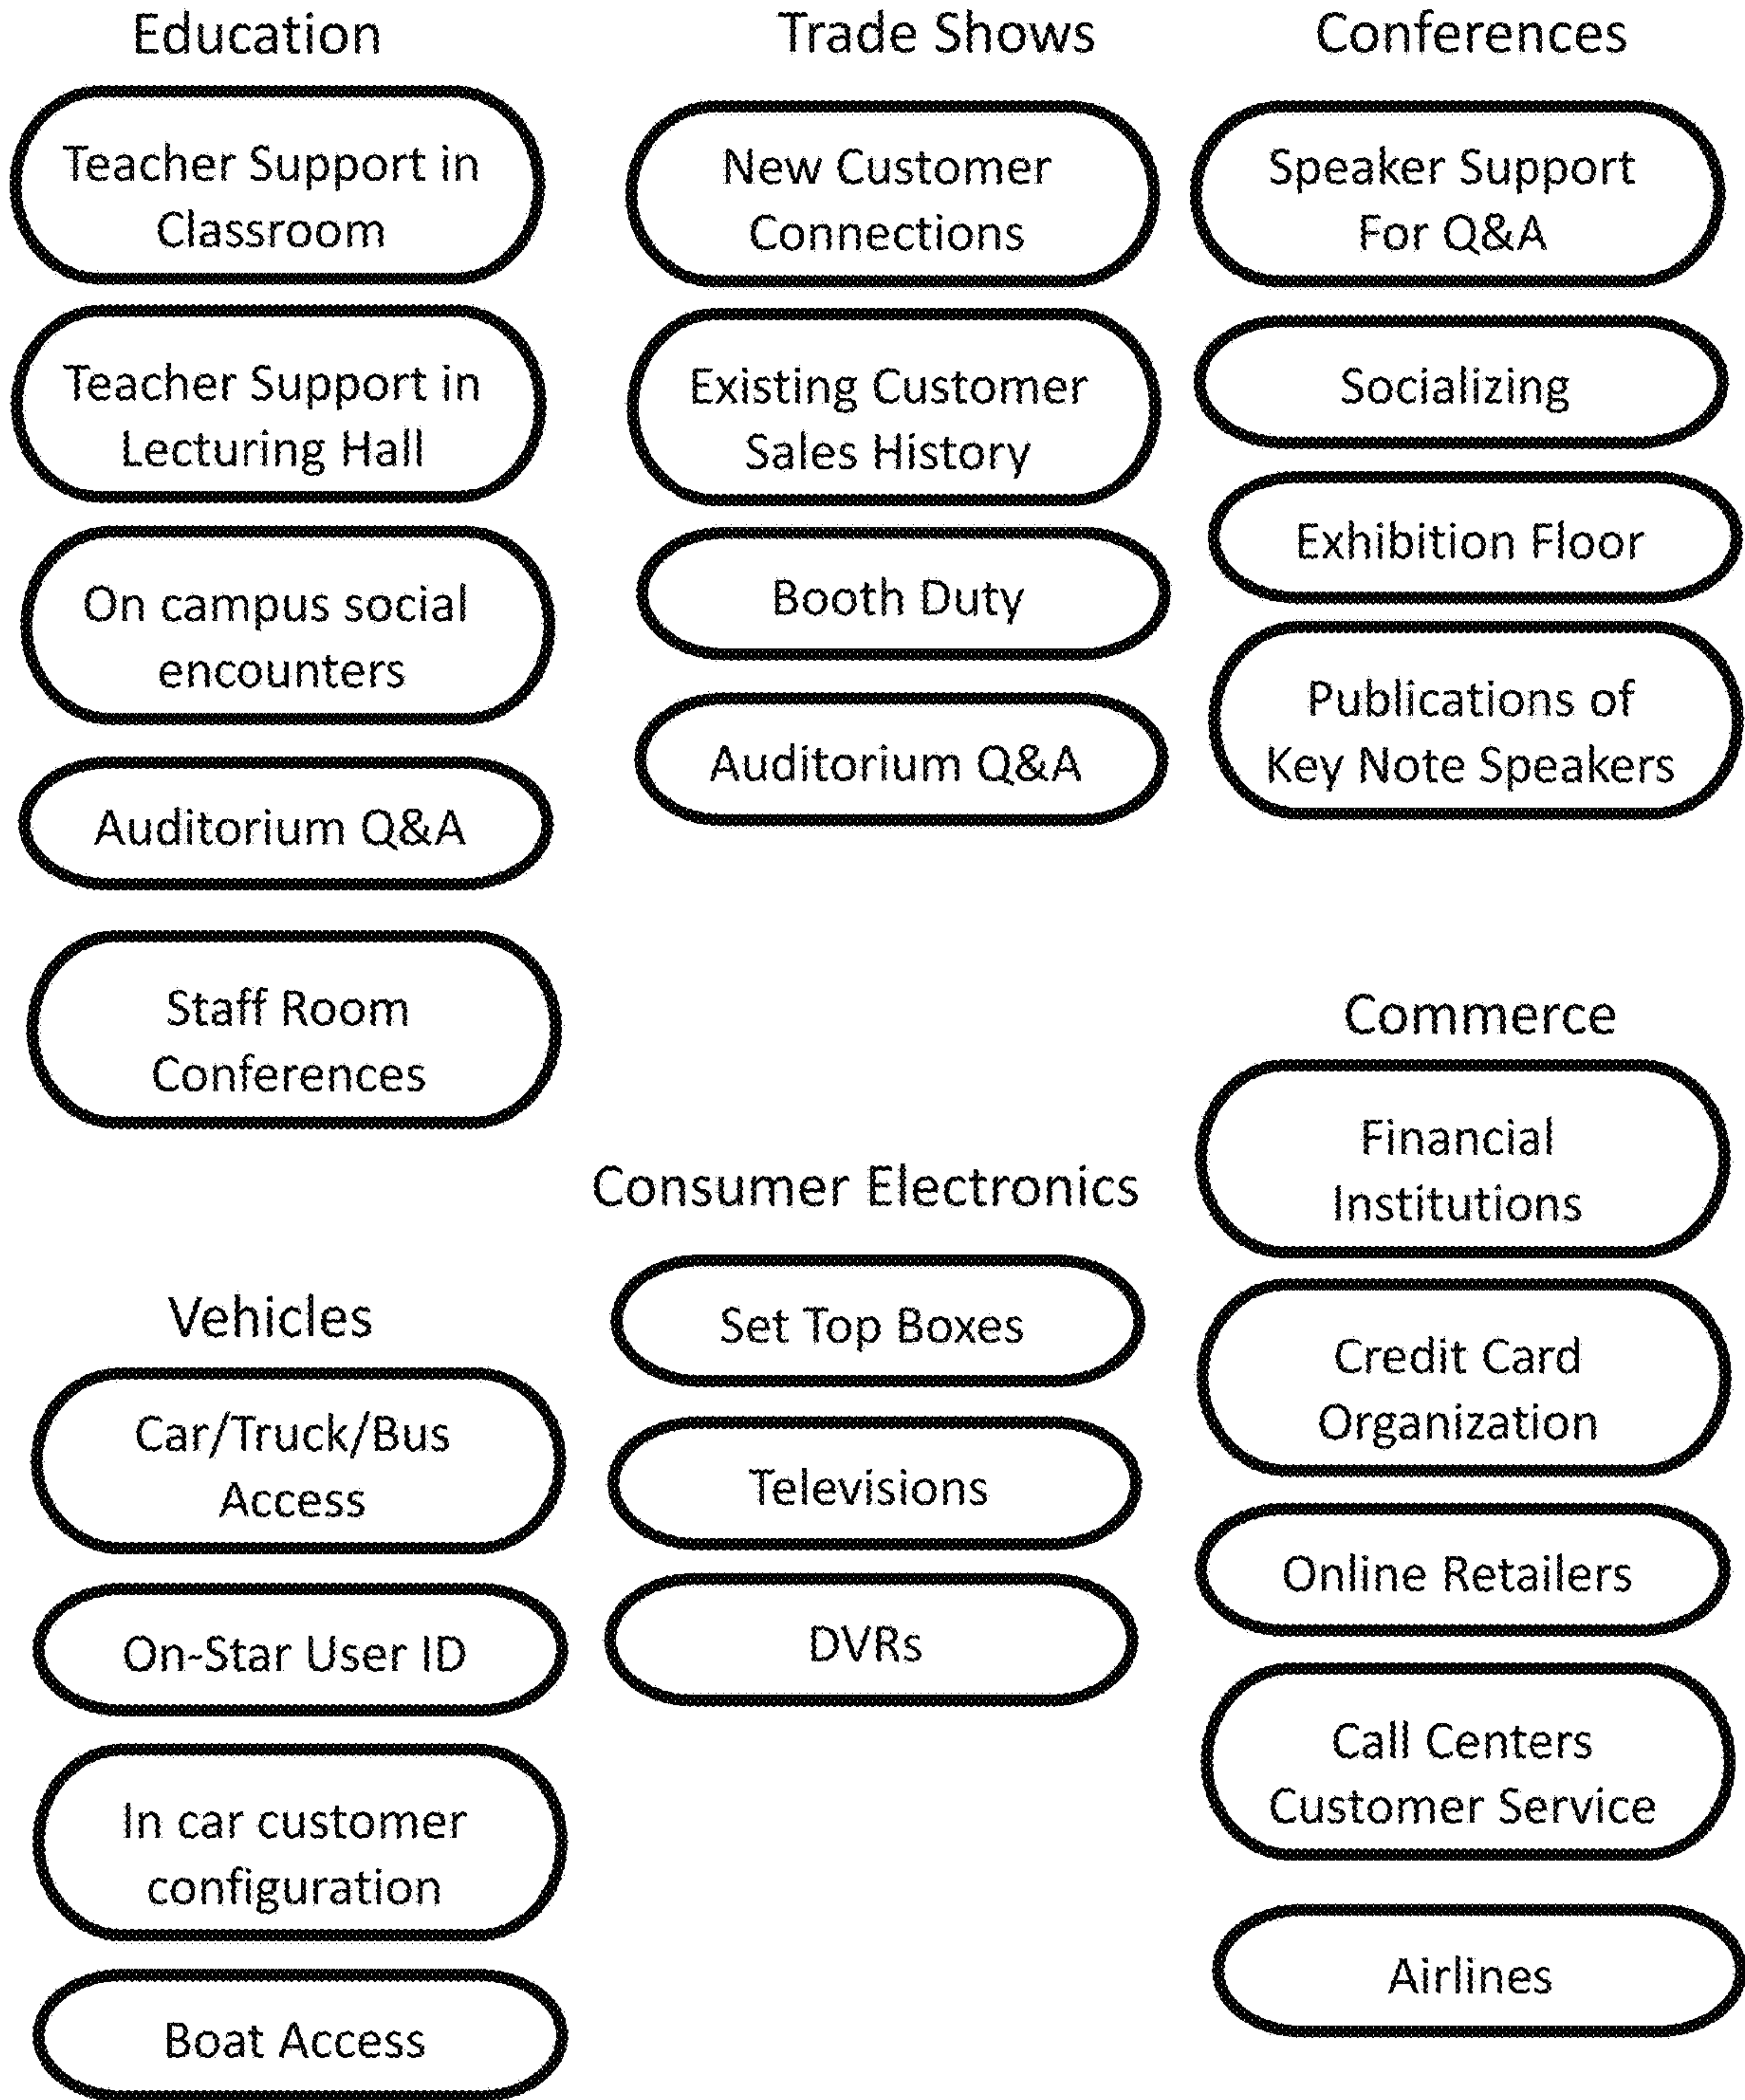 Education
Teacher Support in
Classroom
Teacher Support in
Lecturing Hall
On campus social
encounters
Auditorium Q&A
Staff Room
Conferences
Trade Shows
New Customer
Connections
Existing Customer
Sales History
Booth Duty
Auditorium Q&A
Conferences
Speaker Support
For Q&A
Socializing
Exhibition Floor
Publications of
Key Note Speakers
Vehicles
Car/Truck/Bus
Access
On-Star User ID
In car customer
configuration
Boat Access
Consumer Electronics
Set Top Boxes
Televisions
DVRs
Commerce
Financial
Institutions
Credit Card
Organization
Online Retailers
Call Centers
Customer Service
Airlines